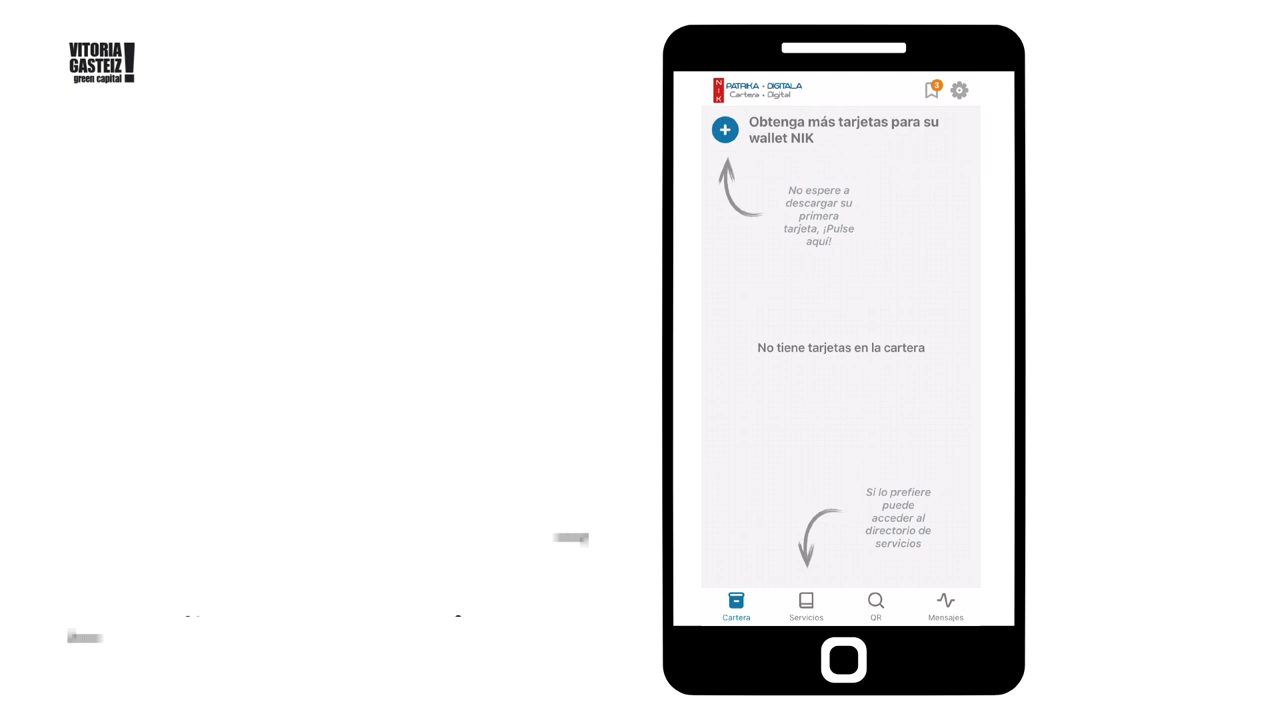 VITORIA
GASTEIZ
green capital
!
NIK
PATRIKA · DIGITALA
Cartera · Digital
3
Obtenga más tarjetas para su
wallet NIK
No espere a
descargar su
primera
tarjeta, ¡Pulse
aquí!
No tiene tarjetas en la cartera
Si lo prefiere
puede
acceder al
directorio de
servicios
Cartera
Servicios
QR
Mensajes